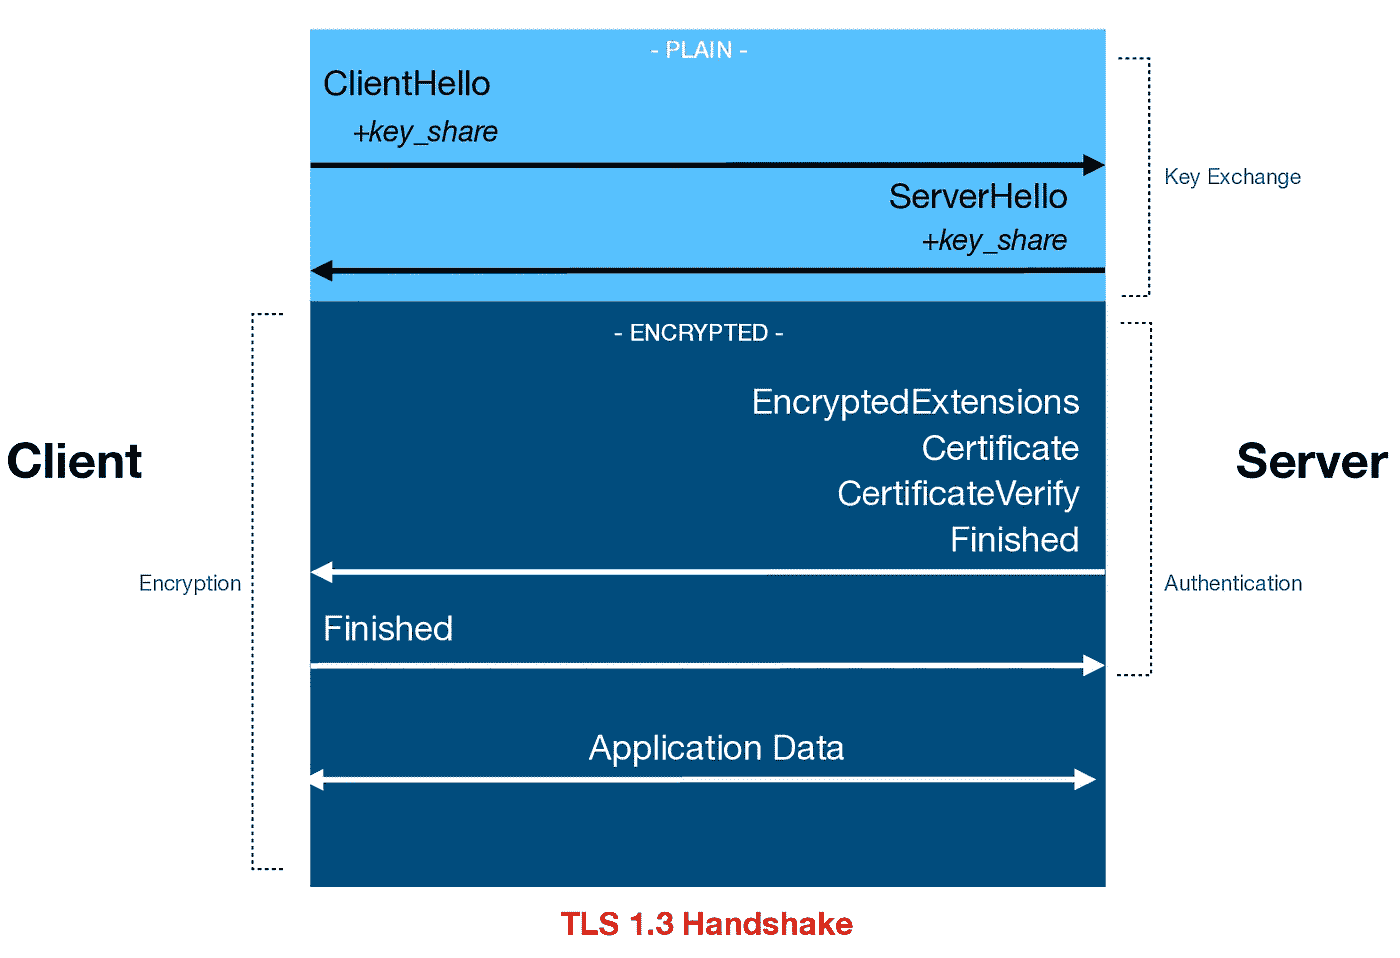 - PLAIN -
ClientHello
+key_share
Key Exchange
ServerHello
+key_share
- ENCRYPTED -
EncryptedExtensions
Certificate
Client
Server
CertificateVerify
Finished
Encryption
Authentication
Finished
Application Data
TLS 1.3 Handshake